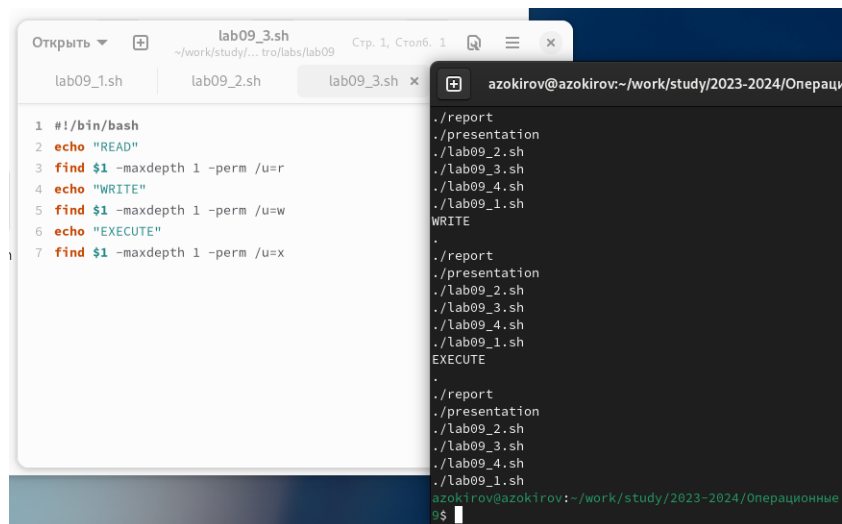 Открыть
lab09_3.sh
~/work/study/... tro/labs/lab09
Стр. 1, Столб. 1
lab09_1.sh
lab09_2.sh
lab09_3.sh ×
1 #!/bin/bash
2 echo "READ"
3 find $1 -maxdepth 1 -perm /u=r
4 echo "WRITE"
5 find $1 -maxdepth 1 -perm /u=w
6 echo "EXECUTE"
7 find $1 -maxdepth 1 -perm /u=x
azokirov@azokirov:~/work/study/2023-2024/Операци
./report
./presentation
./lab09_2.sh
./lab09_3.sh
./lab09_4.sh
./lab09_1.sh
WRITE
.
./report
./presentation
./lab09_2.sh
./lab09_3.sh
./lab09_4.sh
./lab09_1.sh
EXECUTE
.
./report
./presentation
./lab09_2.sh
./lab09_3.sh
./lab09_4.sh
./lab09_1.sh
azokirov@azokirov:~/work/study/2023-2024/Операционные
9$